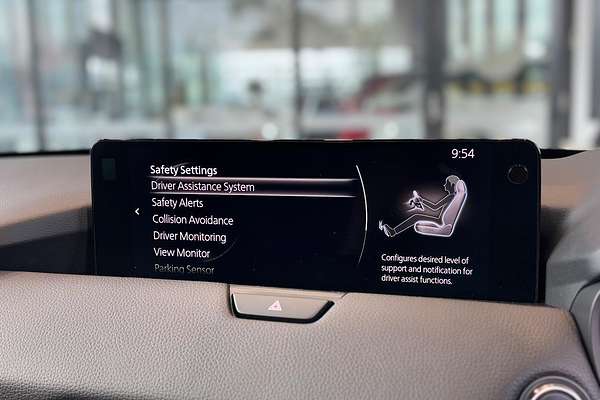 9:54
Safety Settings
Driver Assistance System
Safety Alerts
Collision Avoidance
Driver Monitoring
View Monitor
Parking Sensor
Configures desired level of
support and notification for
driver assist functions.